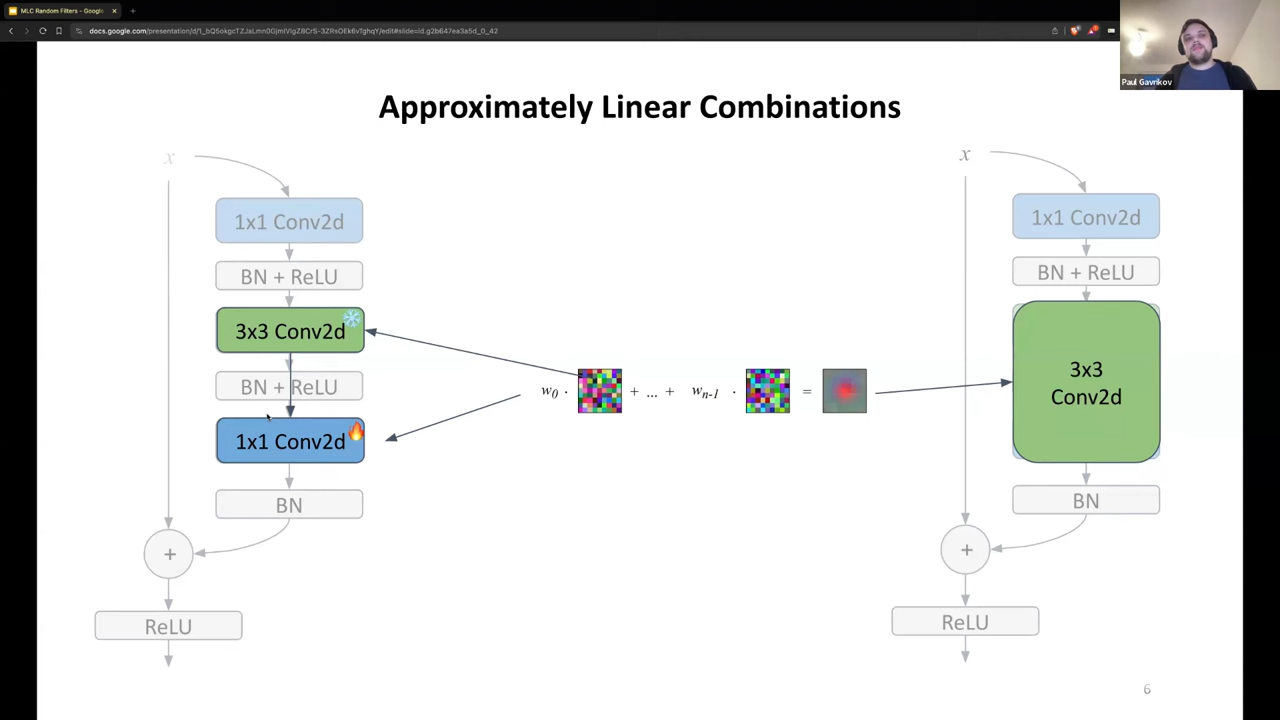 MLC Random Filters - Google
docs.google.com/presentation/d/1_bQ5okgcTZJaLmn0GjmIVIgZ8CrS-3ZRsOEk6vTghqY/edit#slide=id.g2b647ea3a5d_0_42
Paul Gavrikov
Approximately Linear Combinations
x
1x1 Conv2d
BN + ReLU
3x3 Conv2d
BN + ReLU
1x1 Conv2d
BN
+
ReLU
w0 · + ... + wn-1 · =
x
1x1 Conv2d
BN + ReLU
3x3
Conv2d
BN
+
ReLU
6